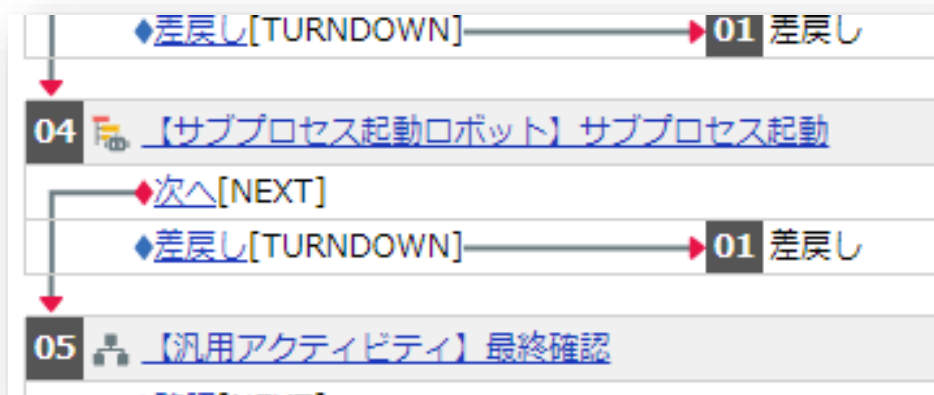 差戻し[TURNDOWN] 01 差戻し
04 【サブプロセス起動ロボット】サブプロセス起動
次へ[NEXT]
差戻し[TURNDOWN] 01 差戻し
05 【汎用アクティビティ】最終確認